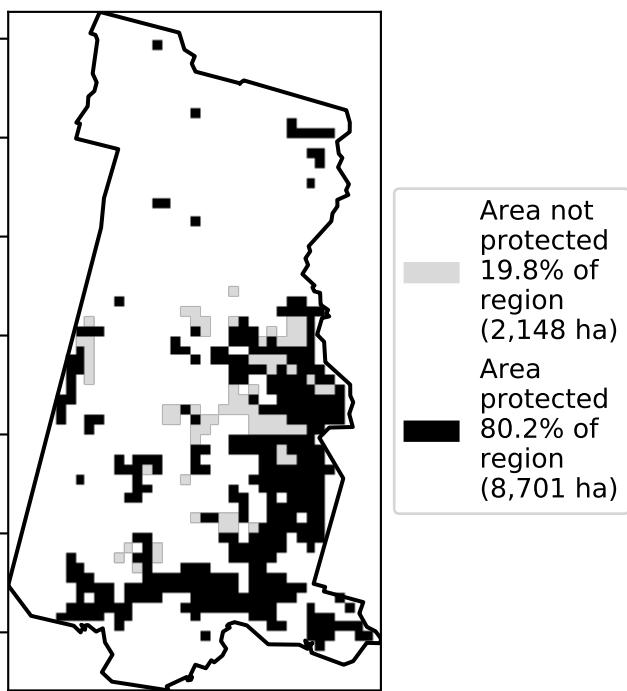 Area not
protected
19.8% of
region
(2,148 ha)
Area
protected
80.2% of
region
(8,701 ha)